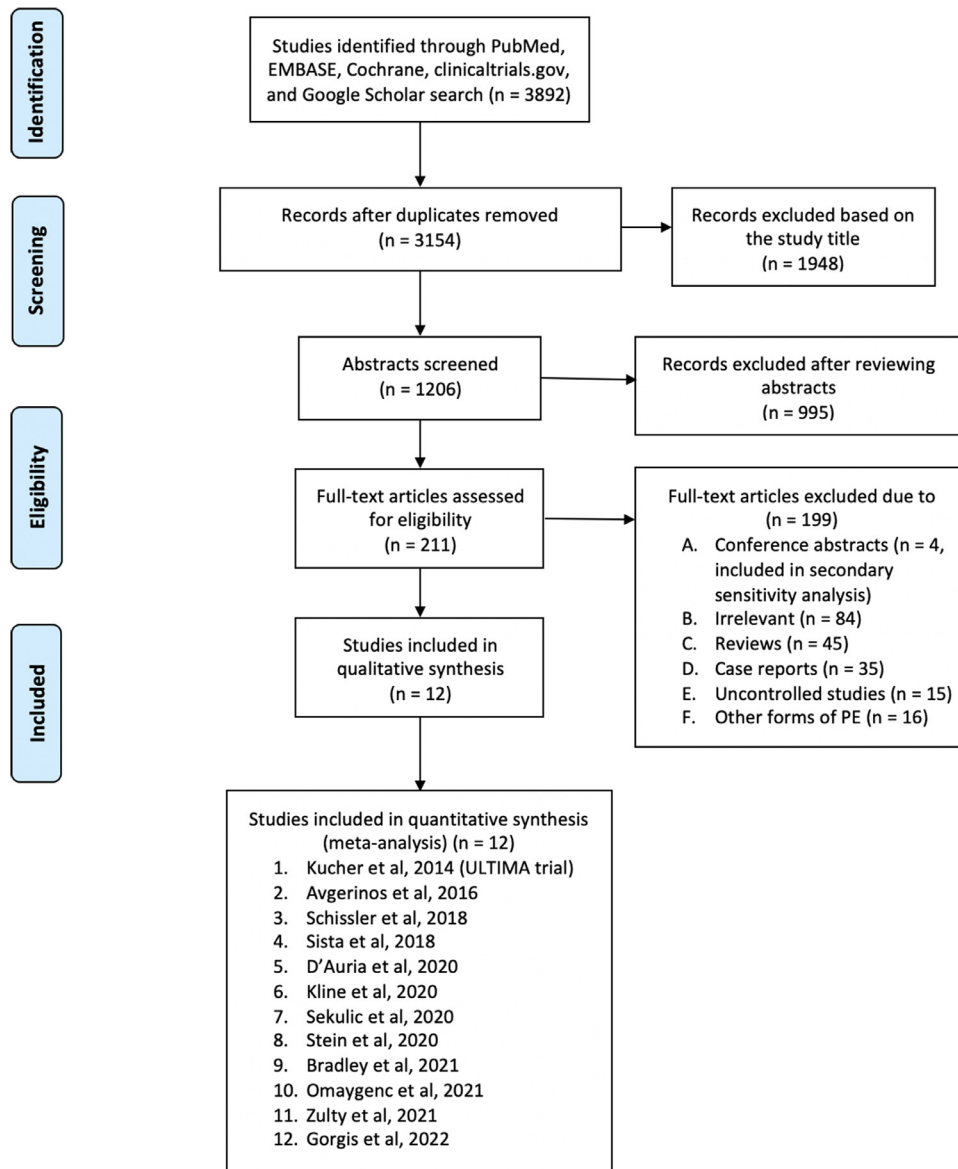 Identification
Studies identified through PubMed,
EMBASE, Cochrane, clinicaltrials.gov,
and Google Scholar search (n = 3892)
Screening
Records after duplicates removed
(n = 3154)
Records excluded based on
the study title
(n = 1948)
Abstracts screened
(n = 1206)
Records excluded after reviewing
abstracts
(n = 995)
Eligibility
Full-text articles assessed
for eligibility
(n = 211)
Full-text articles excluded due to
(n = 199)
A. Conference abstracts (n = 4,
included in secondary
sensitivity analysis)
B. Irrelevant (n = 84)
C. Reviews (n = 45)
D. Case reports (n = 35)
E. Uncontrolled studies (n = 15)
F. Other forms of PE (n = 16)
Included
Studies included in
qualitative synthesis
(n = 12)
Studies included in quantitative synthesis
(meta-analysis) (n = 12)
1. Kucher et al, 2014 (ULTIMA trial)
2. Avgerinos et al, 2016
3. Schissler et al, 2018
4. Sista et al, 2018
5. D’Auria et al, 2020
6. Kline et al, 2020
7. Sekulic et al, 2020
8. Stein et al, 2020
9. Bradley et al, 2021
10. Omaygenc et al, 2021
11. Zulty et al, 2021
12. Gorgis et al, 2022